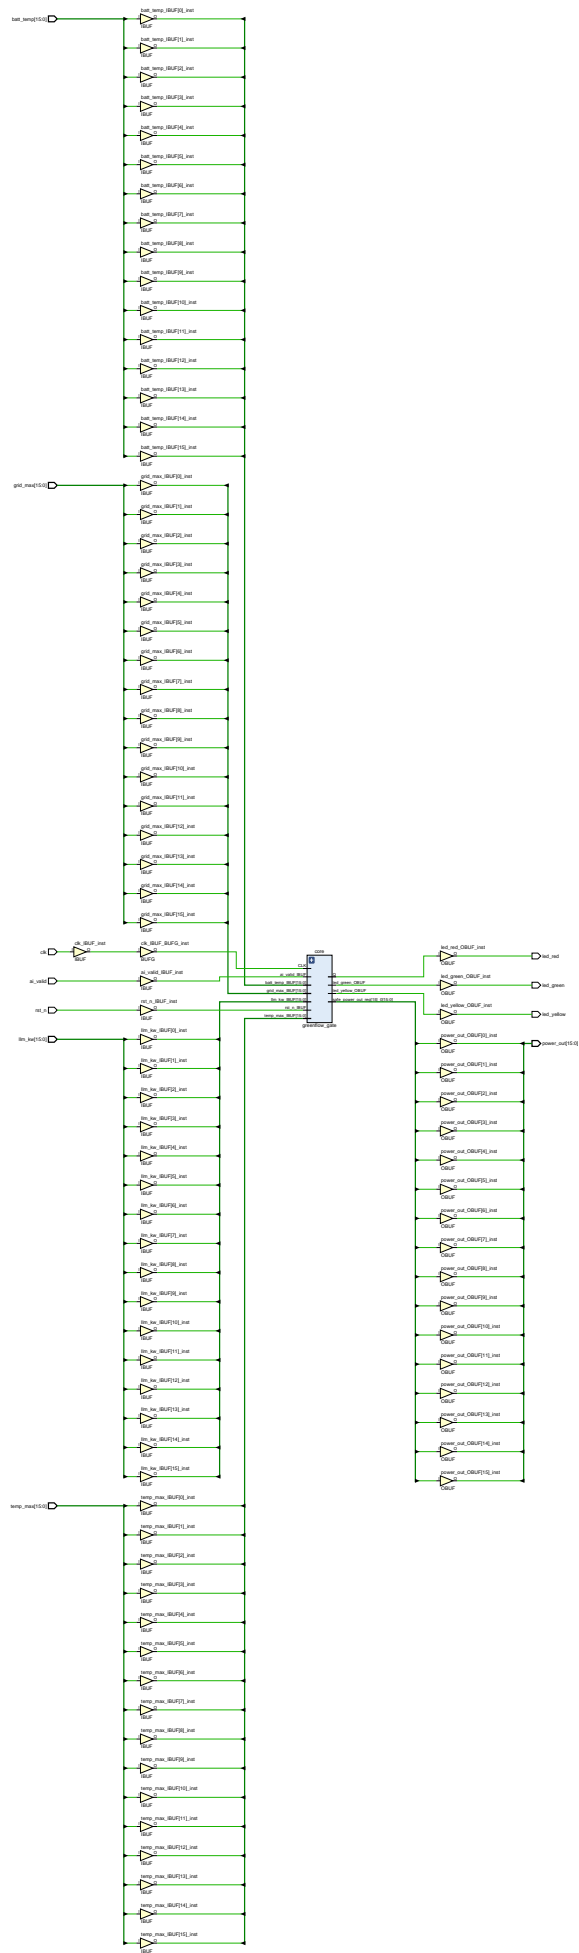 batt_temp[15:0]
batt_temp_IBUF[0]_inst
IBUF
batt_temp_IBUF[1]_inst
IBUF
batt_temp_IBUF[2]_inst
IBUF
batt_temp_IBUF[3]_inst
IBUF
batt_temp_IBUF[4]_inst
IBUF
batt_temp_IBUF[5]_inst
IBUF
batt_temp_IBUF[6]_inst
IBUF
batt_temp_IBUF[7]_inst
IBUF
batt_temp_IBUF[8]_inst
IBUF
batt_temp_IBUF[9]_inst
IBUF
batt_temp_IBUF[10]_inst
IBUF
batt_temp_IBUF[11]_inst
IBUF
batt_temp_IBUF[12]_inst
IBUF
batt_temp_IBUF[13]_inst
IBUF
batt_temp_IBUF[14]_inst
IBUF
batt_temp_IBUF[15]_inst
IBUF
grid_max[15:0]
grid_max_IBUF[0]_inst
IBUF
grid_max_IBUF[1]_inst
IBUF
grid_max_IBUF[2]_inst
IBUF
grid_max_IBUF[3]_inst
IBUF
grid_max_IBUF[4]_inst
IBUF
grid_max_IBUF[5]_inst
IBUF
grid_max_IBUF[6]_inst
IBUF
grid_max_IBUF[7]_inst
IBUF
grid_max_IBUF[8]_inst
IBUF
grid_max_IBUF[9]_inst
IBUF
grid_max_IBUF[10]_inst
IBUF
grid_max_IBUF[11]_inst
IBUF
grid_max_IBUF[12]_inst
IBUF
grid_max_IBUF[13]_inst
IBUF
grid_max_IBUF[14]_inst
IBUF
grid_max_IBUF[15]_inst
IBUF
clk
clk_IBUF_inst
IBUF
clk_IBUF_BUFG_inst
BUFG
ai_valid
ai_valid_IBUF_inst
IBUF
rst_n
rst_n_IBUF_inst
IBUF
llm_kw[15:0]
llm_kw_IBUF[0]_inst
IBUF
llm_kw_IBUF[1]_inst
IBUF
llm_kw_IBUF[2]_inst
IBUF
llm_kw_IBUF[3]_inst
IBUF
llm_kw_IBUF[4]_inst
IBUF
llm_kw_IBUF[5]_inst
IBUF
llm_kw_IBUF[6]_inst
IBUF
llm_kw_IBUF[7]_inst
IBUF
llm_kw_IBUF[8]_inst
IBUF
llm_kw_IBUF[9]_inst
IBUF
llm_kw_IBUF[10]_inst
IBUF
llm_kw_IBUF[11]_inst
IBUF
llm_kw_IBUF[12]_inst
IBUF
llm_kw_IBUF[13]_inst
IBUF
llm_kw_IBUF[14]_inst
IBUF
llm_kw_IBUF[15]_inst
IBUF
temp_max[15:0]
temp_max_IBUF[0]_inst
IBUF
temp_max_IBUF[1]_inst
IBUF
temp_max_IBUF[2]_inst
IBUF
temp_max_IBUF[3]_inst
IBUF
temp_max_IBUF[4]_inst
IBUF
temp_max_IBUF[5]_inst
IBUF
temp_max_IBUF[6]_inst
IBUF
temp_max_IBUF[7]_inst
IBUF
temp_max_IBUF[8]_inst
IBUF
temp_max_IBUF[9]_inst
IBUF
temp_max_IBUF[10]_inst
IBUF
temp_max_IBUF[11]_inst
IBUF
temp_max_IBUF[12]_inst
IBUF
temp_max_IBUF[13]_inst
IBUF
temp_max_IBUF[14]_inst
IBUF
temp_max_IBUF[15]_inst
IBUF
core
CLK
ai_valid_IBUF
batt_temp_IBUF[15:0]
grid_max_IBUF[15:0]
llm_kw_IBUF[15:0]
rst_n_IBUF
temp_max_IBUF[15:0]
Q
led_green_OBUF
led_yellow_OBUF
greenflow_gate
led_red_OBUF_inst
OBUF
led_red
led_green_OBUF_inst
OBUF
led_green
led_yellow_OBUF_inst
OBUF
led_yellow
power_out_OBUF[0]_inst
OBUF
power_out[15:0]
power_out_OBUF[1]_inst
OBUF
power_out_OBUF[2]_inst
OBUF
power_out_OBUF[3]_inst
OBUF
power_out_OBUF[4]_inst
OBUF
power_out_OBUF[5]_inst
OBUF
power_out_OBUF[6]_inst
OBUF
power_out_OBUF[7]_inst
OBUF
power_out_OBUF[8]_inst
OBUF
power_out_OBUF[9]_inst
OBUF
power_out_OBUF[10]_inst
OBUF
power_out_OBUF[11]_inst
OBUF
power_out_OBUF[12]_inst
OBUF
power_out_OBUF[13]_inst
OBUF
power_out_OBUF[14]_inst
OBUF
power_out_OBUF[15]_inst
OBUF